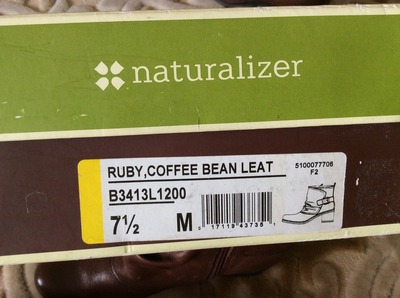 naturalizer
RUBY,COFFEE BEAN LEAT
5100077706
F2
B3413L1200
7½ M